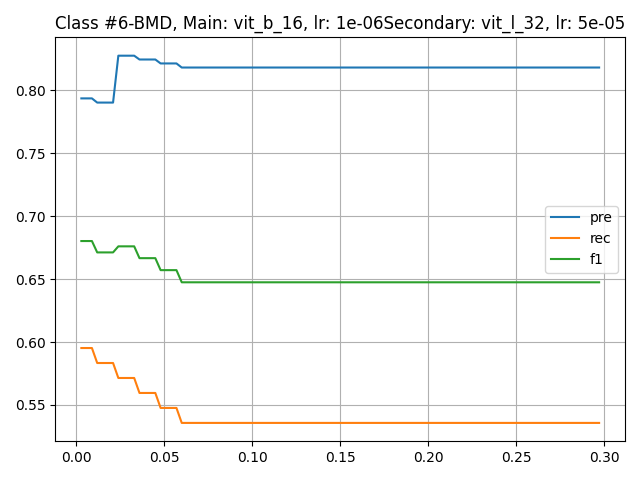 Class #6-BMD, Main: vit_b_16, lr: 1e-06Secondary: vit_l_32, lr: 5e-05
0.80
0.75
0.70
0.65
0.60
0.55
pre
rec
f1
0.00 0.05 0.10 0.15 0.20 0.25 0.30